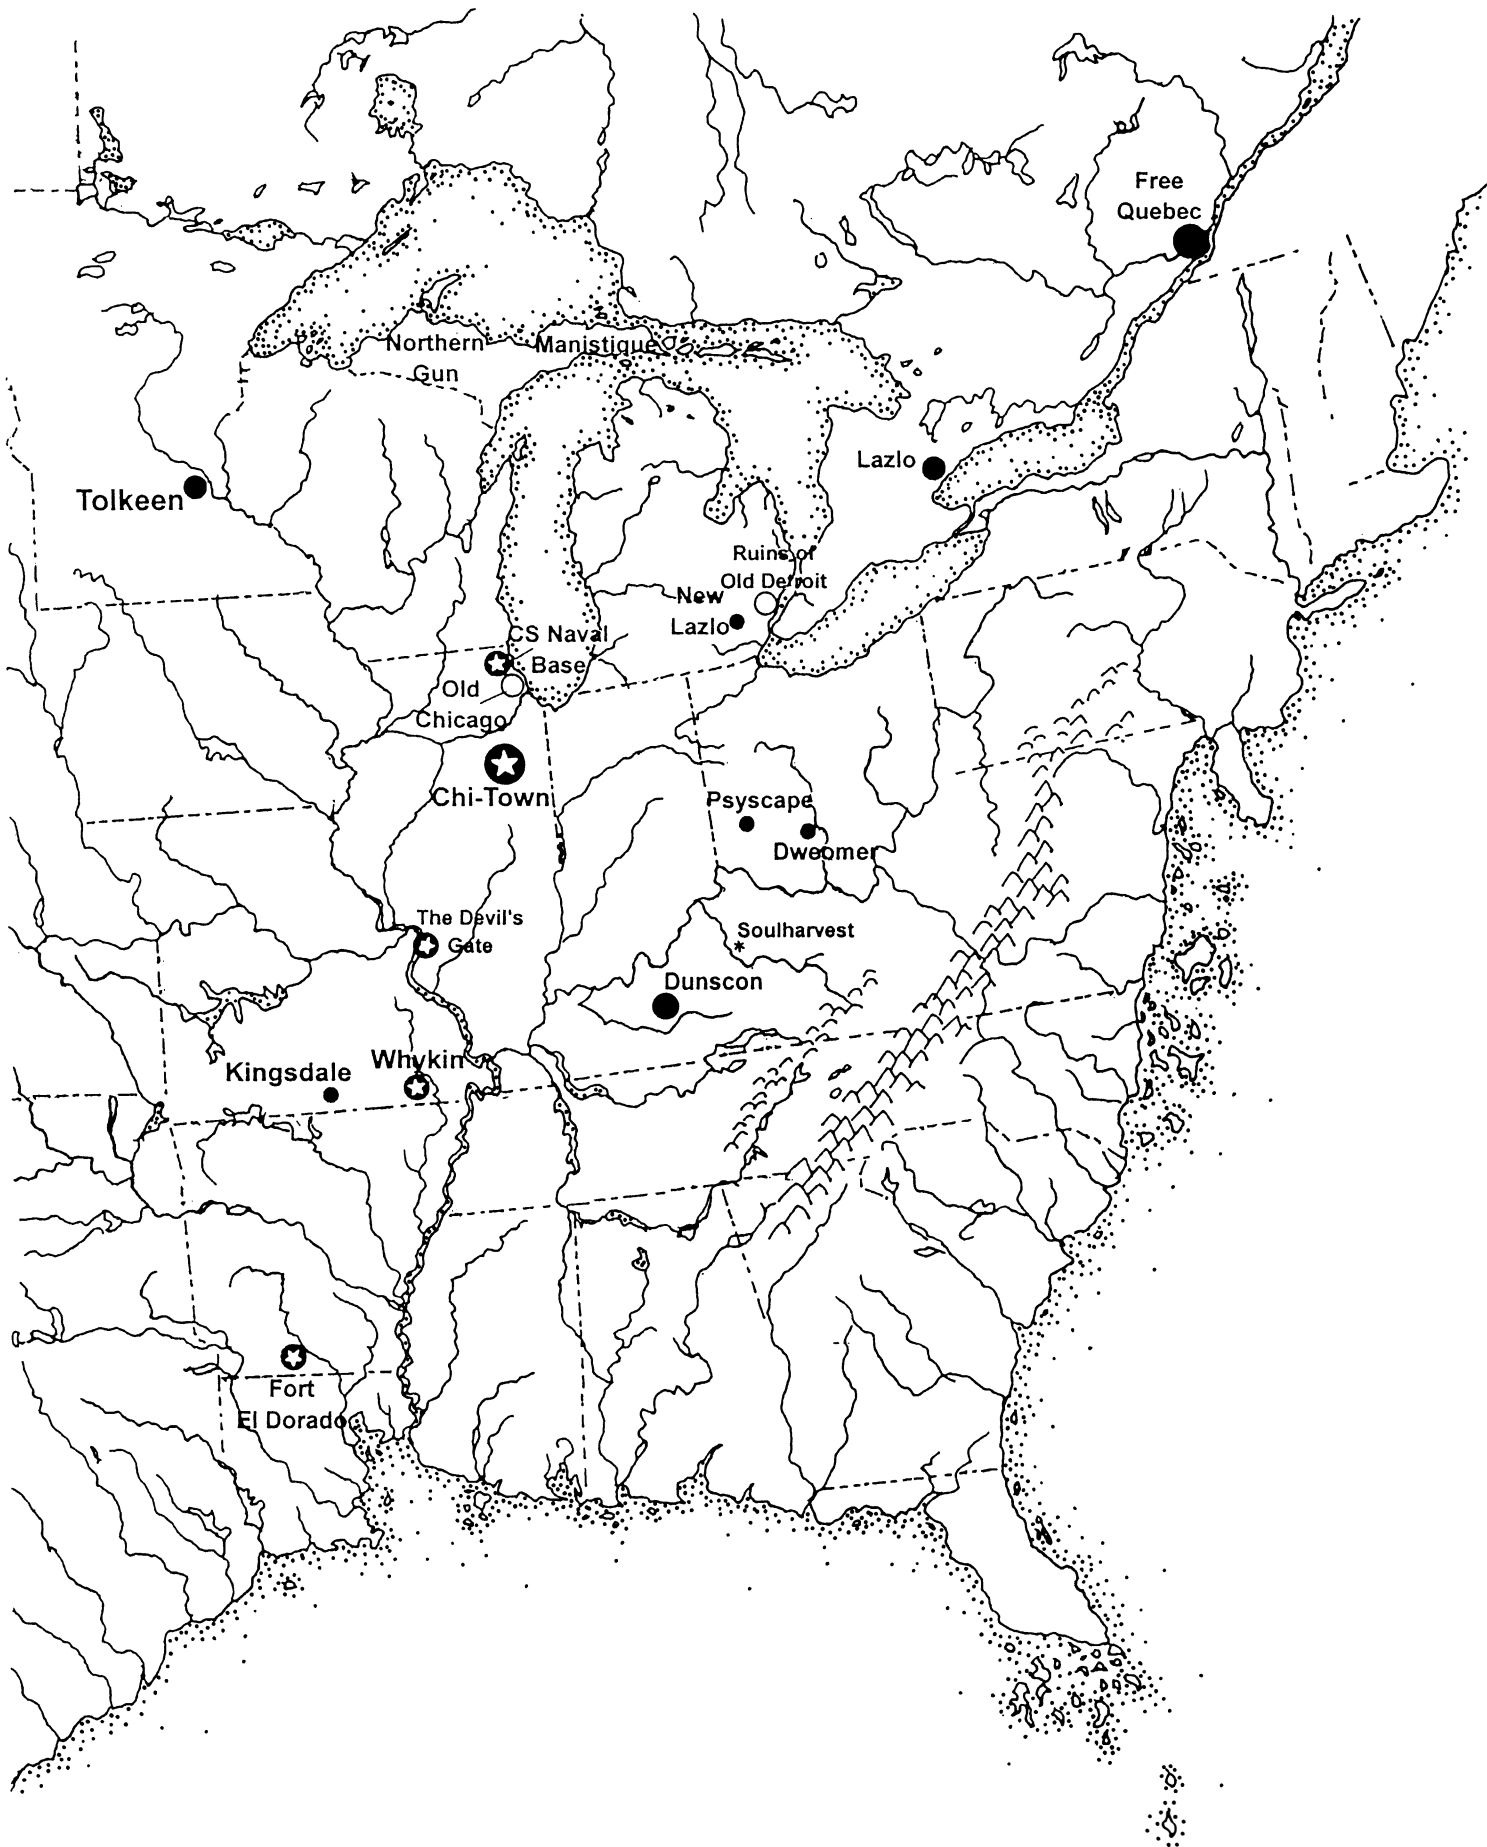 Free
Quebec
Northern
Gun
Manistique
Lazlo
Tolkeen
Ruins of
Old Detroit
New
Lazlo
CS Naval
Base
Old
Chicago
Chi-Town
Psyscape
Dweomer
The Devil's
Gate
Soulharvest
*
Dunscon
Kingsdale
Whykin
Fort
El Dorado